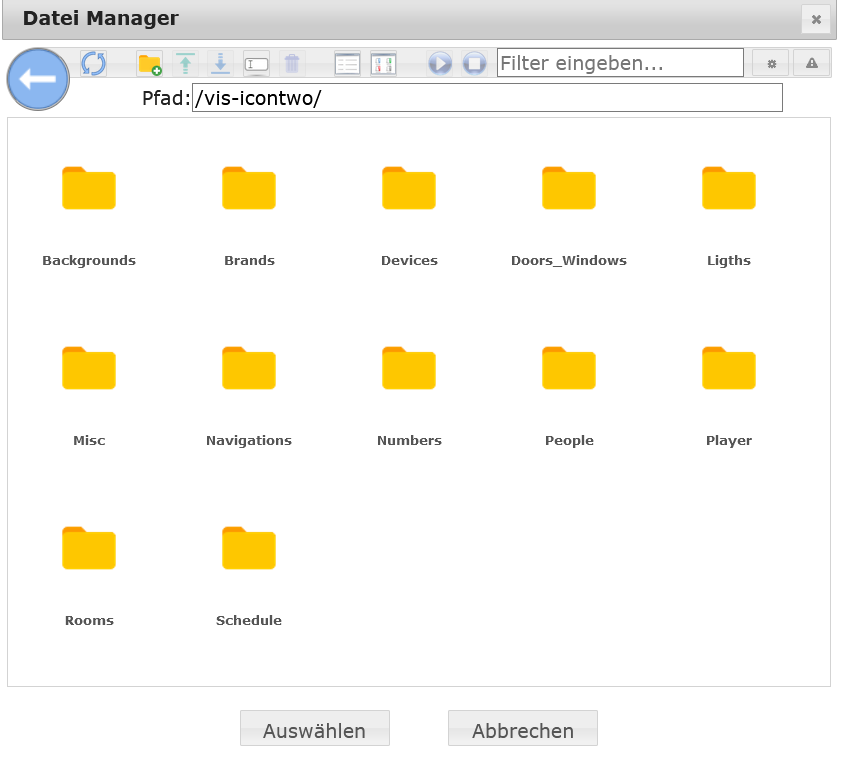 Datei Manager
Filter eingeben...
Pfad: /vis-icontwo/
Backgrounds Brands Devices Doors_Windows Ligths
Misc Navigations Numbers People Player
Rooms Schedule
Auswählen Abbrechen